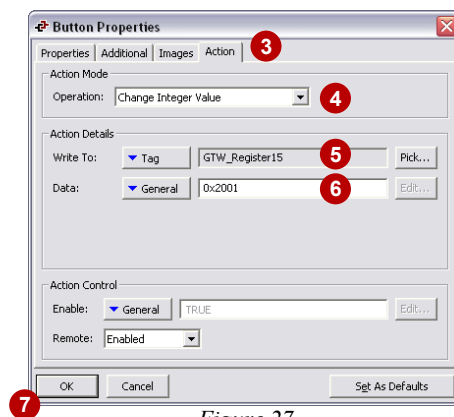 Button Properties
Properties Additional Images Action 3
Action Mode
Operation: Change Integer Value 4
Action Details
Write To: Tag GTW_Register15 5 Pick...
Data: General 0x2001 6 Edit...
Action Control
Enable: General TRUE Edit...
Remote: Enabled
OK Cancel Set As Defaults
7
Figure 27